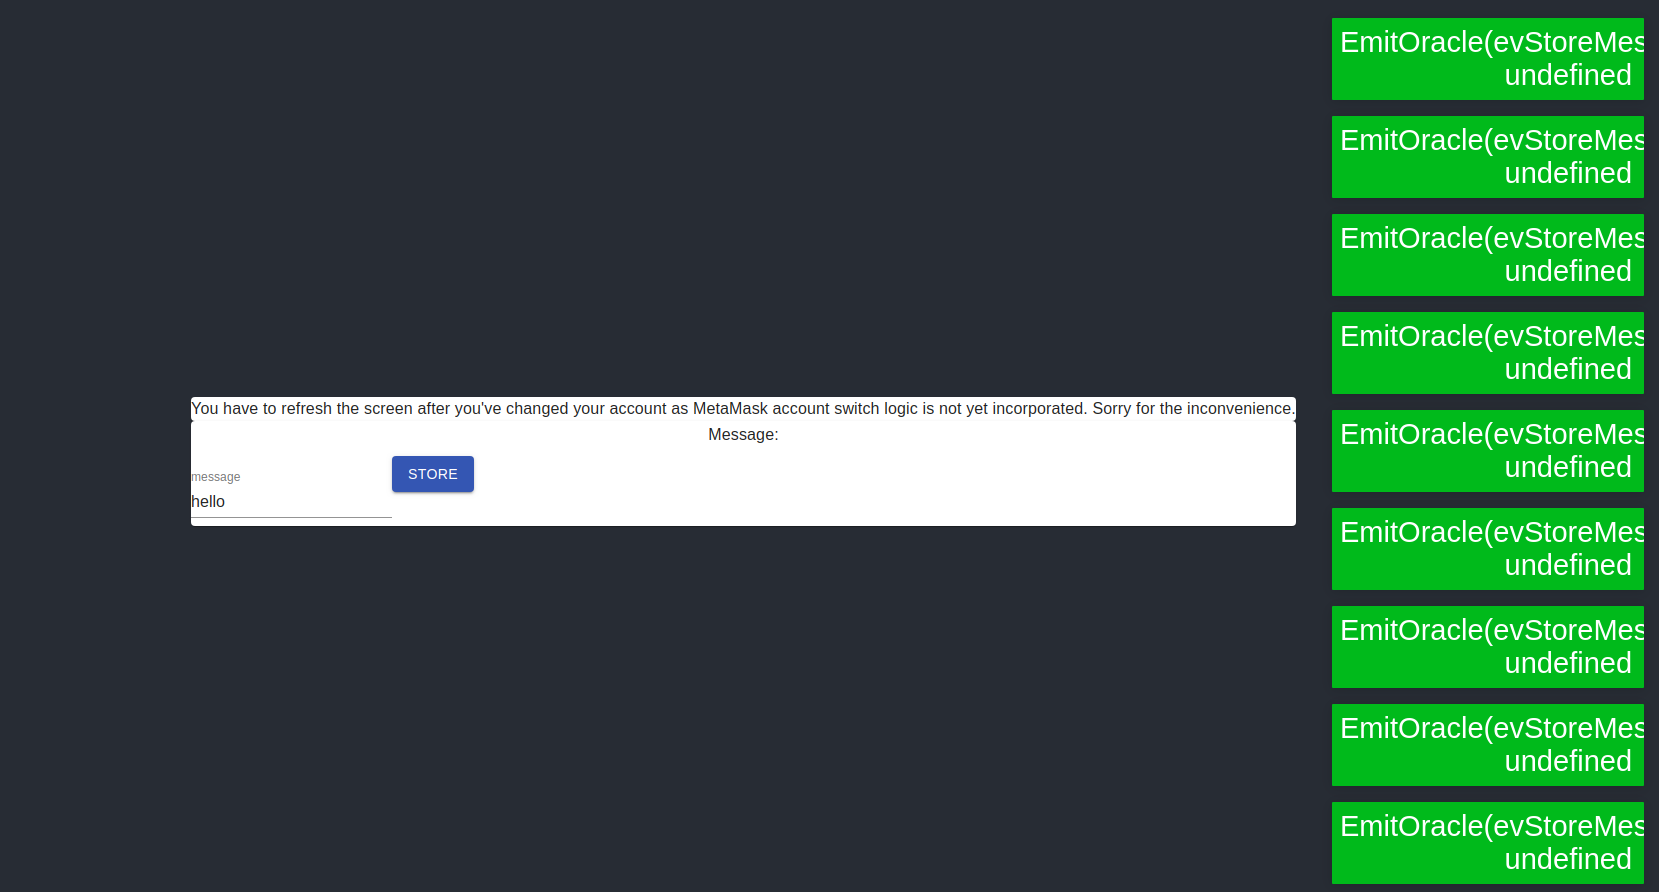 You have to refresh the screen after you've changed your account as MetaMask account switch logic is not yet incorporated. Sorry for the inconvenience.
Message:
message
STORE
hello
EmitOracle(evStoreMes
undefined
EmitOracle(evStoreMes
undefined
EmitOracle(evStoreMes
undefined
EmitOracle(evStoreMes
undefined
EmitOracle(evStoreMes
undefined
EmitOracle(evStoreMes
undefined
EmitOracle(evStoreMes
undefined
EmitOracle(evStoreMes
undefined
EmitOracle(evStoreMes
undefined